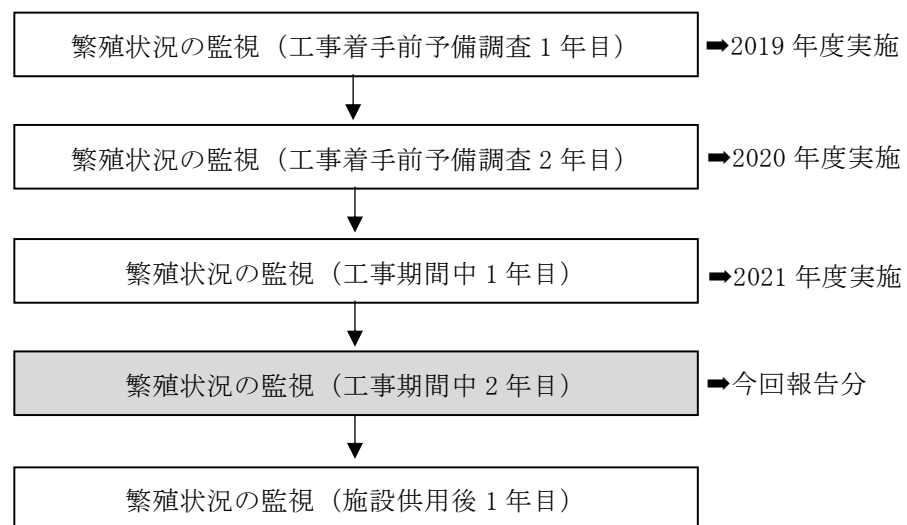 繁殖状況の監視（工事着手前予備調査１年目） ➡2019 年度実施
繁殖状況の監視（工事着手前予備調査２年目） ➡2020 年度実施
繁殖状況の監視（工事期間中１年目） ➡2021 年度実施
繁殖状況の監視（工事期間中２年目） ➡今回報告分
繁殖状況の監視（施設供用後１年目）